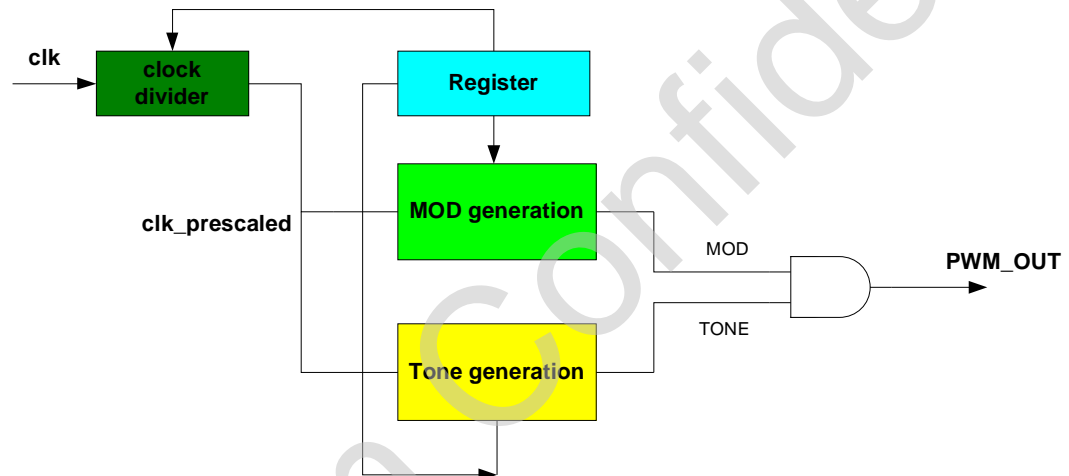 clk
clock
divider
Register
MOD generation
clk_prescaled
MOD
PWM_OUT
TONE
Tone generation